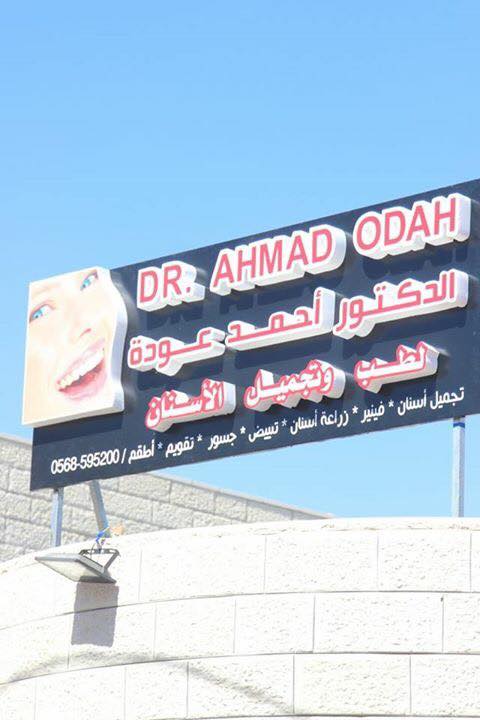 DR. AHMAD ODAH
الدكتور أحمد عودة
لطب وتجميل الأسنان
تجميل أسنان * فينير * زراعة أسنان * تبييض * جسور * تقويم * أطقم / 0568-595200